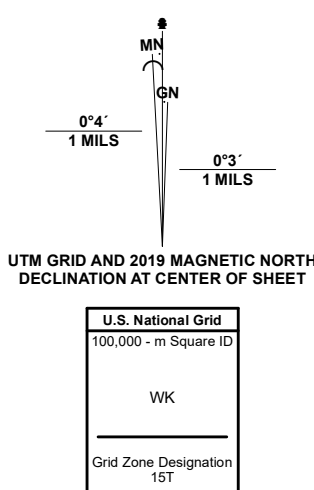 MN
GN
0°4´
1 MILS
0°3´
1 MILS
UTM GRID AND 2019 MAGNETIC NORTH
DECLINATION AT CENTER OF SHEET
U.S. National Grid
100,000 - m Square ID
WK
Grid Zone Designation
15T